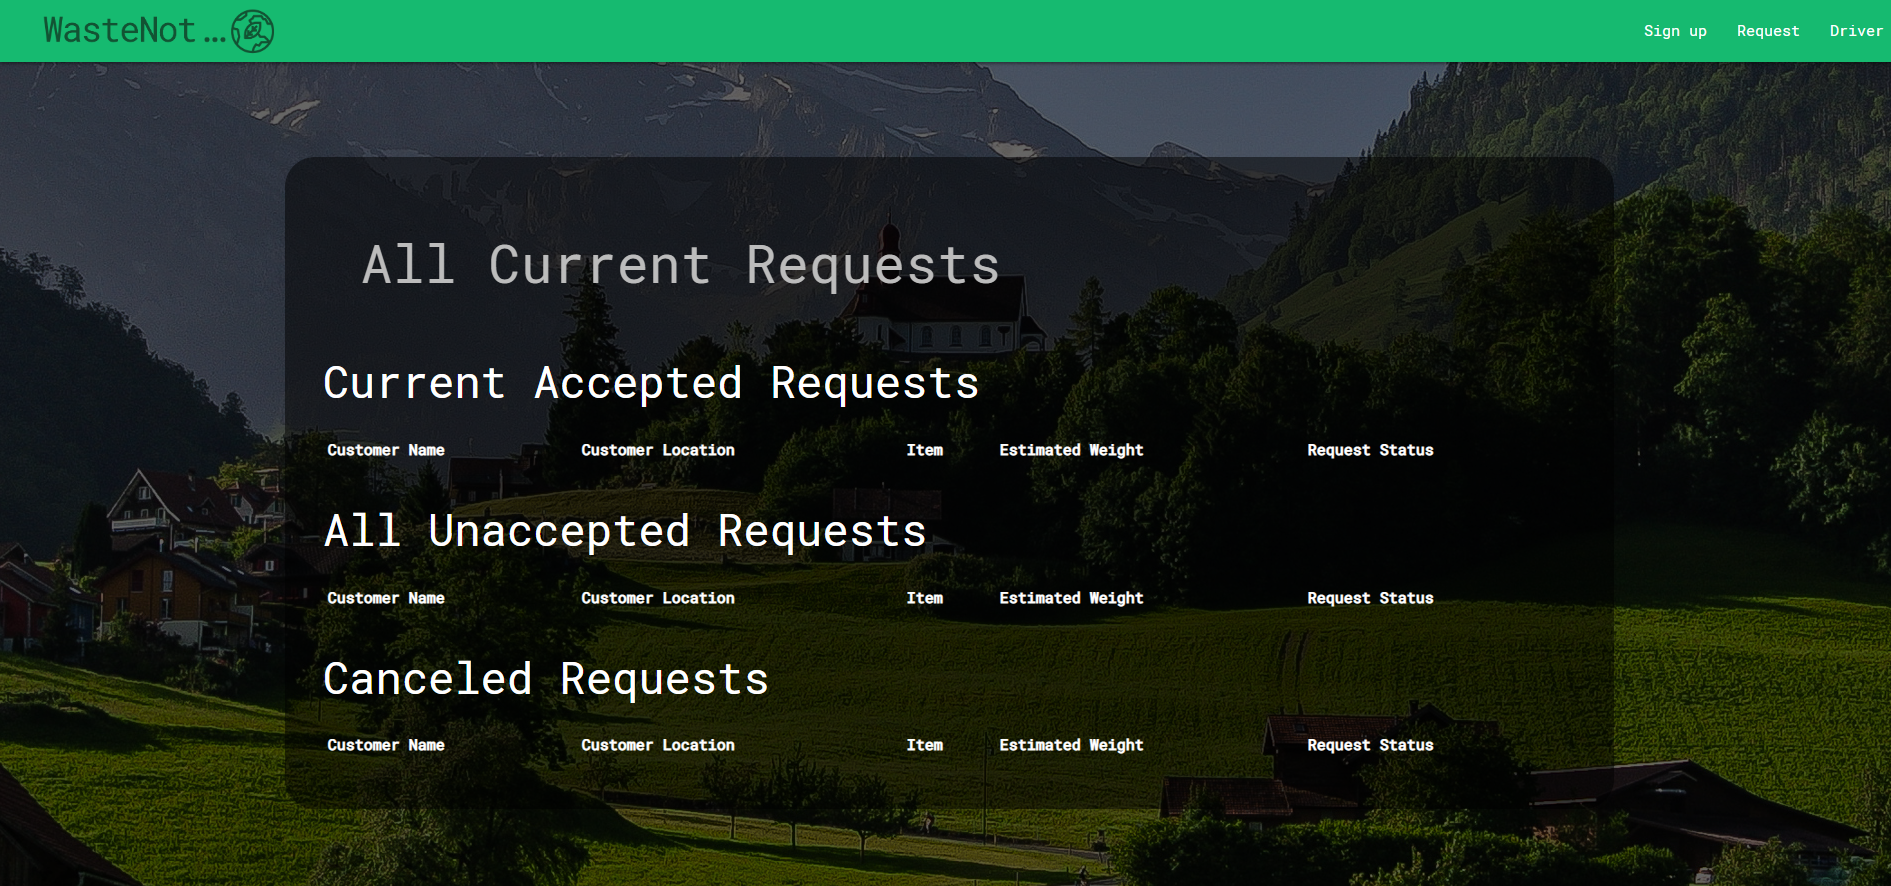 WasteNot…
Sign up Request Driver
All Current Requests
Current Accepted Requests
Customer Name Customer Location Item Estimated Weight Request Status
All Unaccepted Requests
Customer Name Customer Location Item Estimated Weight Request Status
Canceled Requests
Customer Name Customer Location Item Estimated Weight Request Status